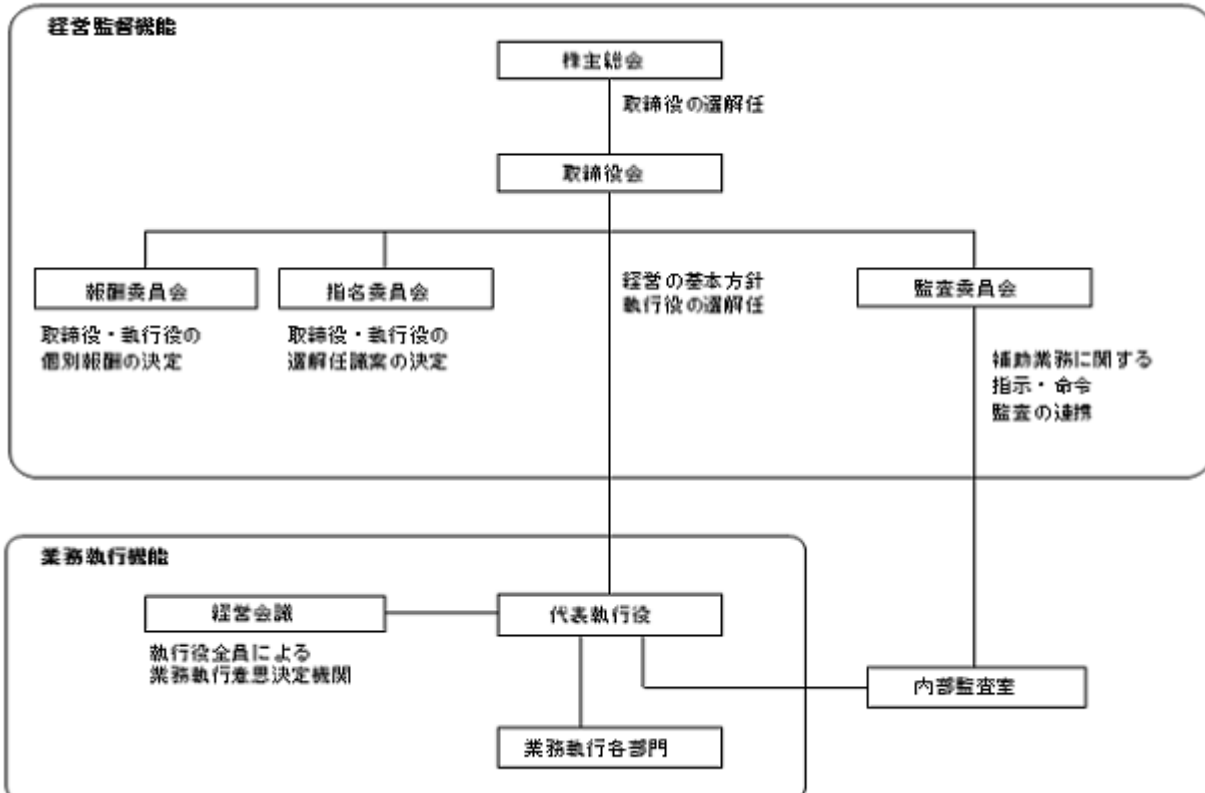 経営監督機能
株主総会
取締役の選解任
取締役会
報酬委員会
取締役・執行役の
個別報酬の決定
指名委員会
取締役・執行役の
選解任議案の決定
経営の基本方針
執行役の選解任
監査委員会
補助業務に関する
指示・命令
監査の連携
業務執行機能
経営会議
執行役全員による
業務執行意思決定機関
代表執行役
内部監査室
業務執行各部門